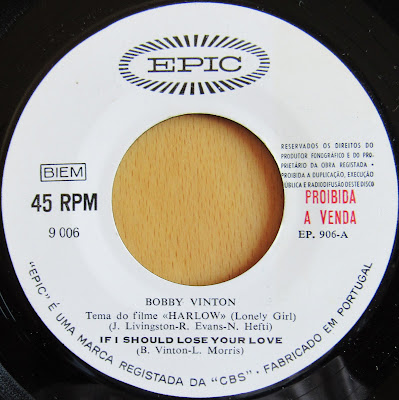 EPIC
RESERVADOS OS DIREITOS DO
PRODUTOR FONOGRAFICO E DO PRO-
PRIETÁRIO DA OBRA REGISTADA •
PROIBIDA A DUPLICAÇÃO, EXECUÇÃO
PÚBLICA E RADIODIFUSÃO DESTE DISCO
BIEM
45 RPM
9 006
PROIBIDA
A VENDA
EP. 906-A
BOBBY VINTON
Tema do filme «HARLOW» (Lonely Girl)
(J. Livingston-R. Evans-N. Hefti)
IF I SHOULD LOSE YOUR LOVE
(B. Vinton-L. Morris)
"EPIC" É UMA MARCA REGISTADA DA "CBS" • FABRICADO EM PORTUGAL